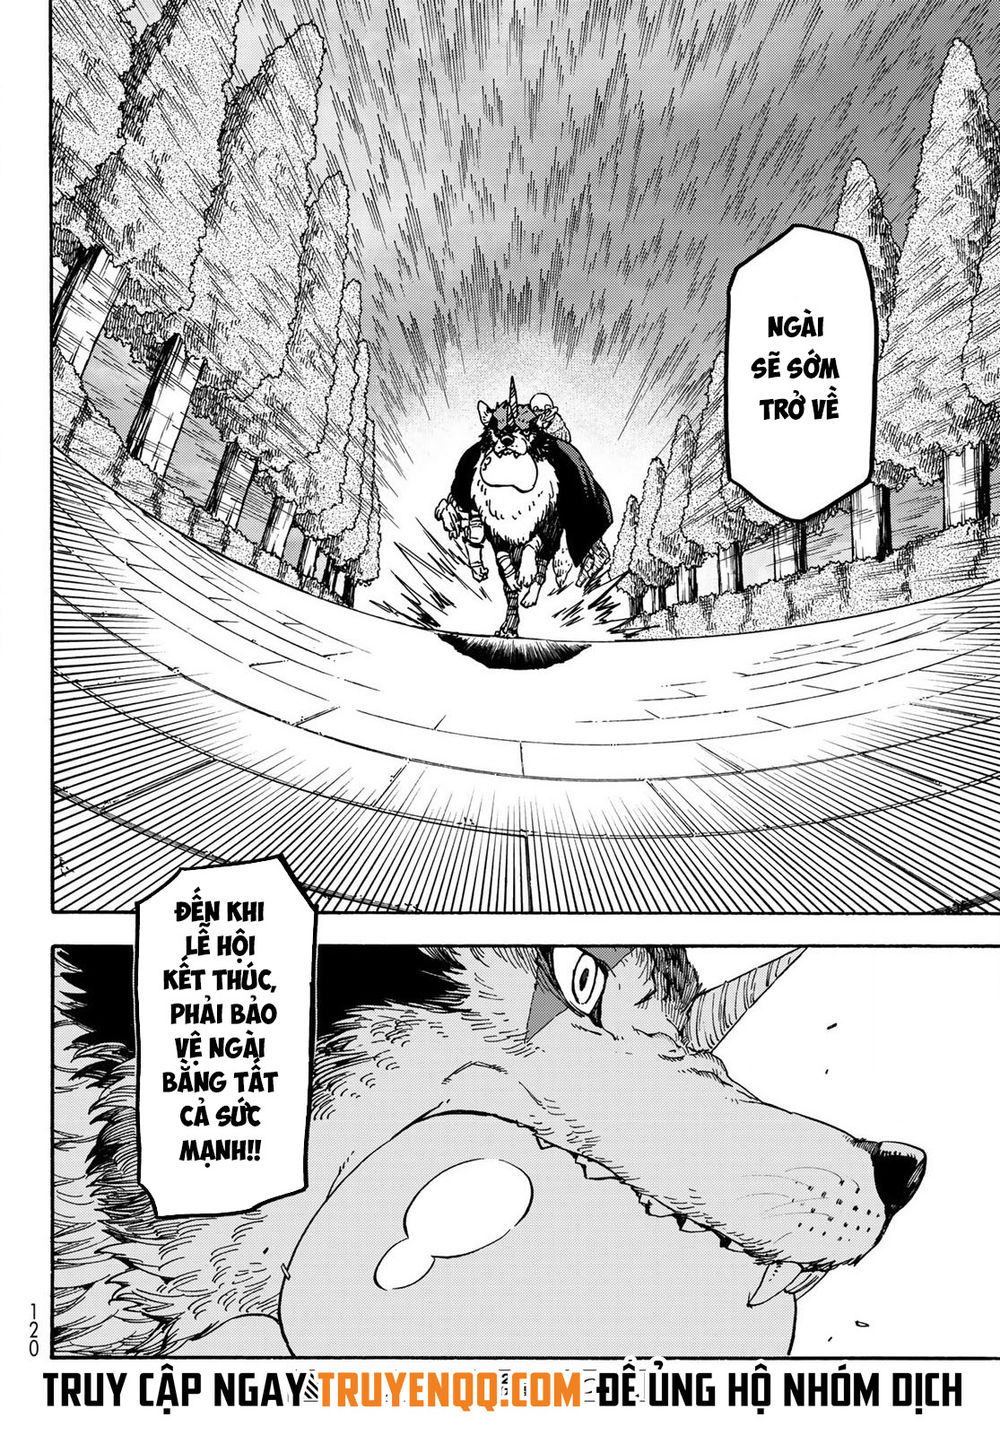 NGÀI
SẼ SỚM
TRỞ VỀ
ĐẾN KHI
LỄ HỘI
KẾT THÚC,
PHẢI BẢO
VỆ NGÀI
BẰNG TẤT
CẢ SỨC
MẠNH!!
120
TRUY CẬP NGAY TRUYENQQ.COM ĐỂ ỦNG HỘ NHÓM DỊCH